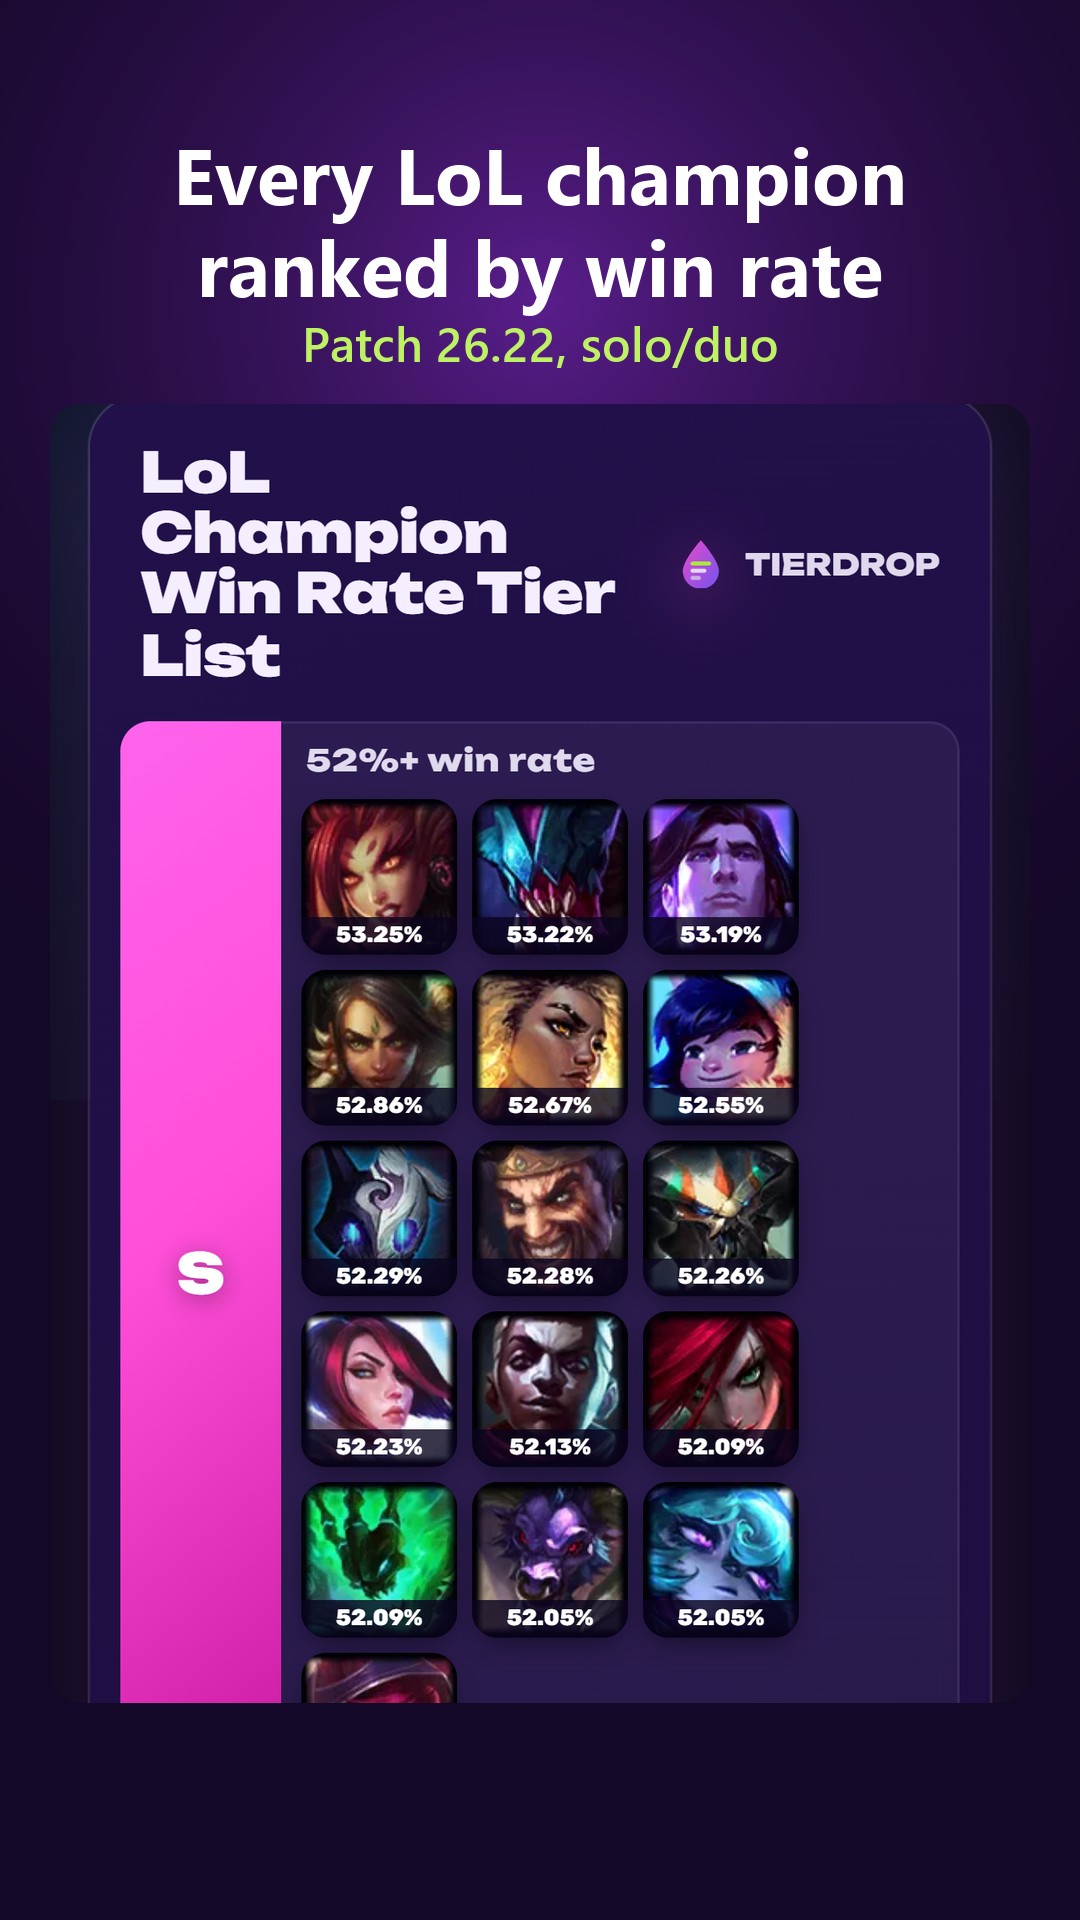 Every LoL champion
ranked by win rate
Patch 26.22, solo/duo
LoL
Champion
Win Rate Tier
List
TIERDROP
52%+ win rate
53.25% 53.22% 53.19%
52.86% 52.67% 52.55%
S
52.29% 52.28% 52.26%
52.23% 52.13% 52.09%
52.09% 52.05% 52.05%